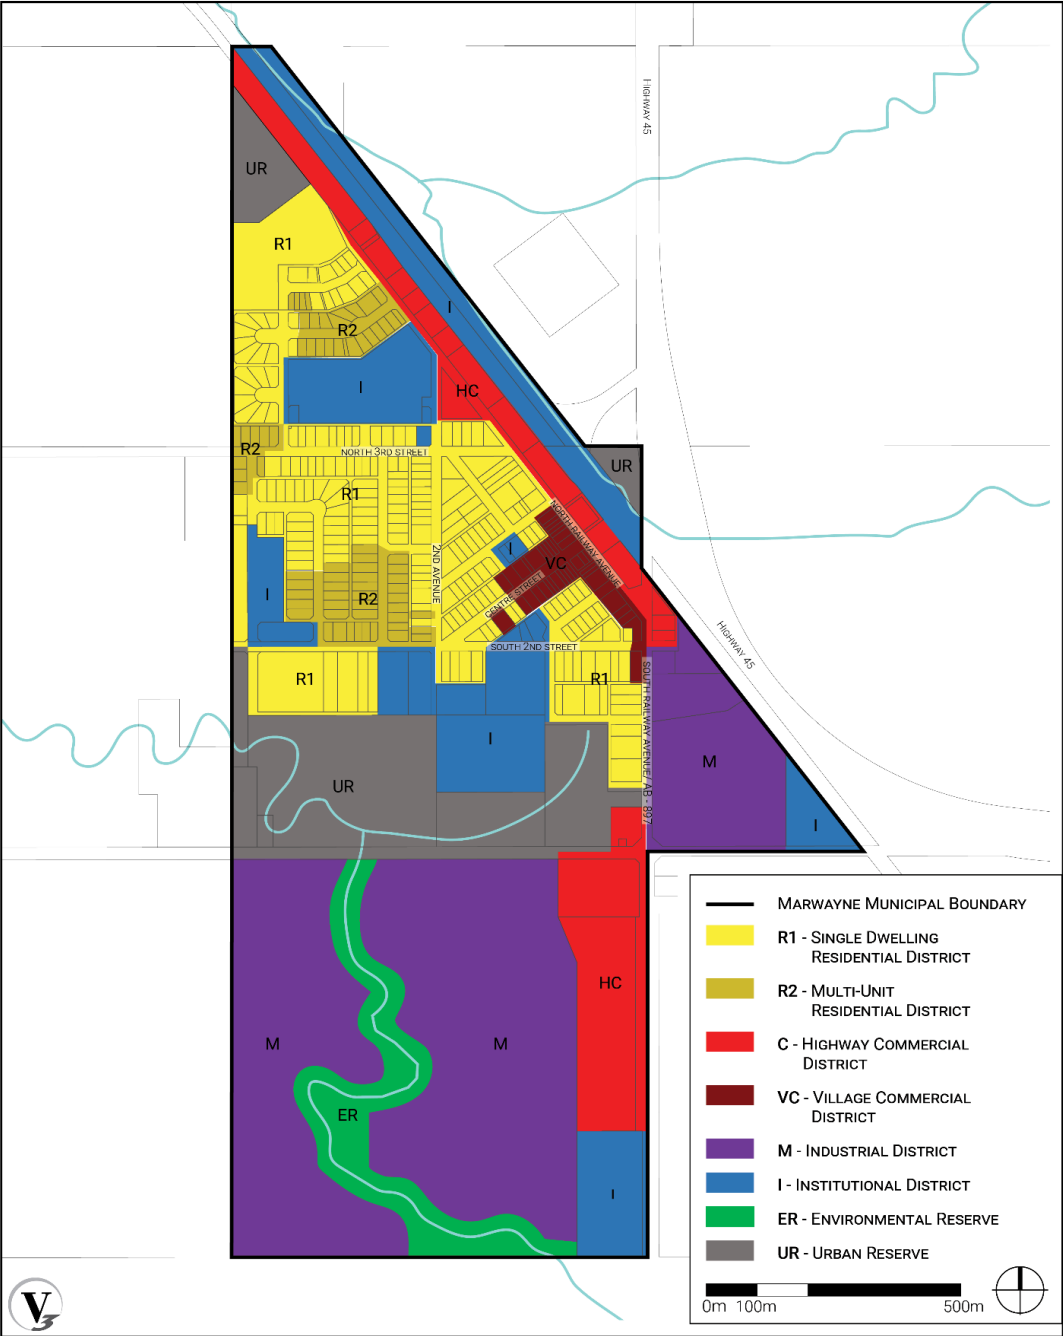 HIGHWAY 45
UR
R1
I
R2
I
HC
R2
NORTH 3RD STREET
UR
R1
NORTH RAILWAY AVENUE
2ND AVENUE
I
VC
CENTRE STREET
I
R2
SOUTH 2ND STREET
HIGHWAY 45
R1
R1
SOUTH RAILWAY AVENUE/ AB - 897
I
M
UR
I
HC
M
M
ER
I
MARWAYNE MUNICIPAL BOUNDARY
R1 - SINGLE DWELLING
RESIDENTIAL DISTRICT
R2 - MULTI-UNIT
RESIDENTIAL DISTRICT
C - HIGHWAY COMMERCIAL
DISTRICT
VC - VILLAGE COMMERCIAL
DISTRICT
M - INDUSTRIAL DISTRICT
I - INSTITUTIONAL DISTRICT
ER - ENVIRONMENTAL RESERVE
UR - URBAN RESERVE
0m 100m 500m
V3